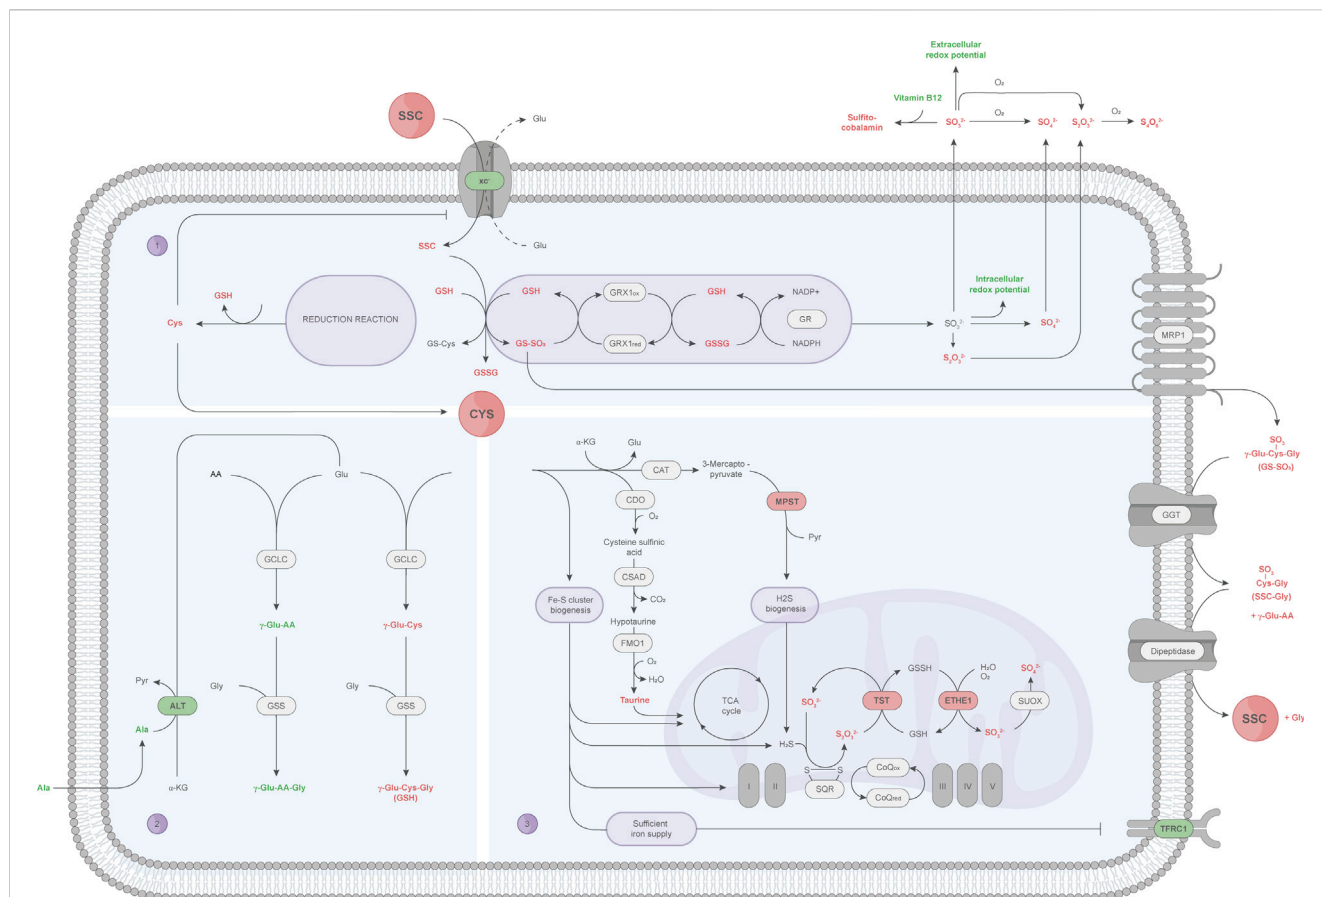 Extracellular
redox potential
O₂
SSC
Glu
Vitamin B12
Sulfito-
cobalamin
SO₃²⁻
O₂
SO₄²⁻
S₂O₃²⁻
O₂
S₄O₆²⁻
xc⁻
1
SSC
Glu
GSH
Cys
REDUCTION REACTION
GSH
GS-Cys
GSSG
GSH
GS-SO₃
GRX1ox
GRX1red
GSH
GSSG
NADP+
GR
NADPH
Intracellular
redox potential
SO₃²⁻
SO₄²⁻
S₂O₃²⁻
MRP1
CYS
SO₃
γ-Glu-Cys-Gly
(GS-SO₃)
AA
Glu
GCLC
GCLC
γ-Glu-AA
γ-Glu-Cys
Pyr
Gly
Gly
ALT
GSS
GSS
Ala
Ala
α-KG
γ-Glu-AA-Gly
γ-Glu-Cys-Gly
(GSH)
2
α-KG
Glu
CAT
3-Mercapto -
pyruvate
CDO
MPST
O₂
Pyr
Cysteine sulfinic
acid
CSAD
CO₂
Fe-S cluster
biogenesis
H2S
biogenesis
Hypotaurine
FMO1
O₂
H₂O
Taurine
TCA
cycle
SO₃²⁻
GSSH
H₂O
O₂
SO₄²⁻
TST
ETHE1
SUOX
S₂O₃²⁻
GSH
SO₃²⁻
H₂S
S
S
SQR
CoQox
CoQred
I
II
III
IV
V
3
Sufficient
iron supply
TFRC1
GGT
SO₃
Cys-Gly
(SSC-Gly)
+ γ-Glu-AA
Dipeptidase
SSC
+ Gly